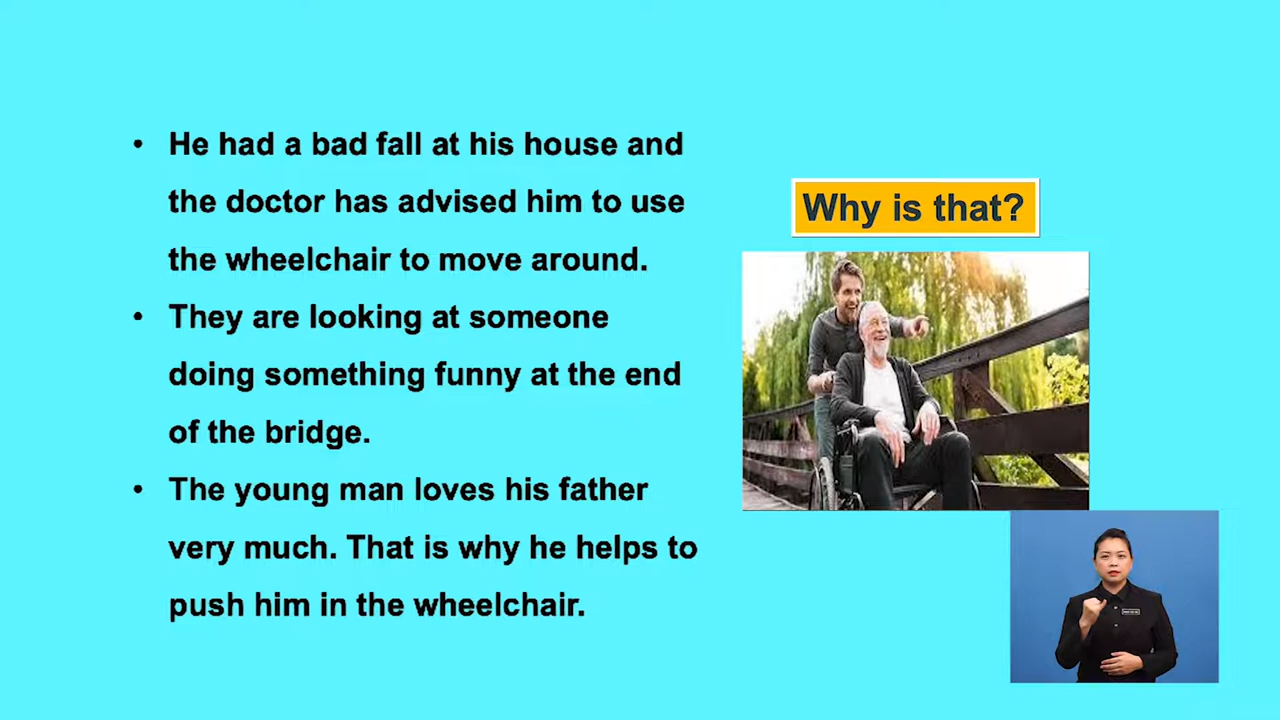 • He had a bad fall at his house and
the doctor has advised him to use
the wheelchair to move around.
• They are looking at someone
doing something funny at the end
of the bridge.
• The young man loves his father
very much. That is why he helps to
push him in the wheelchair.
Why is that?